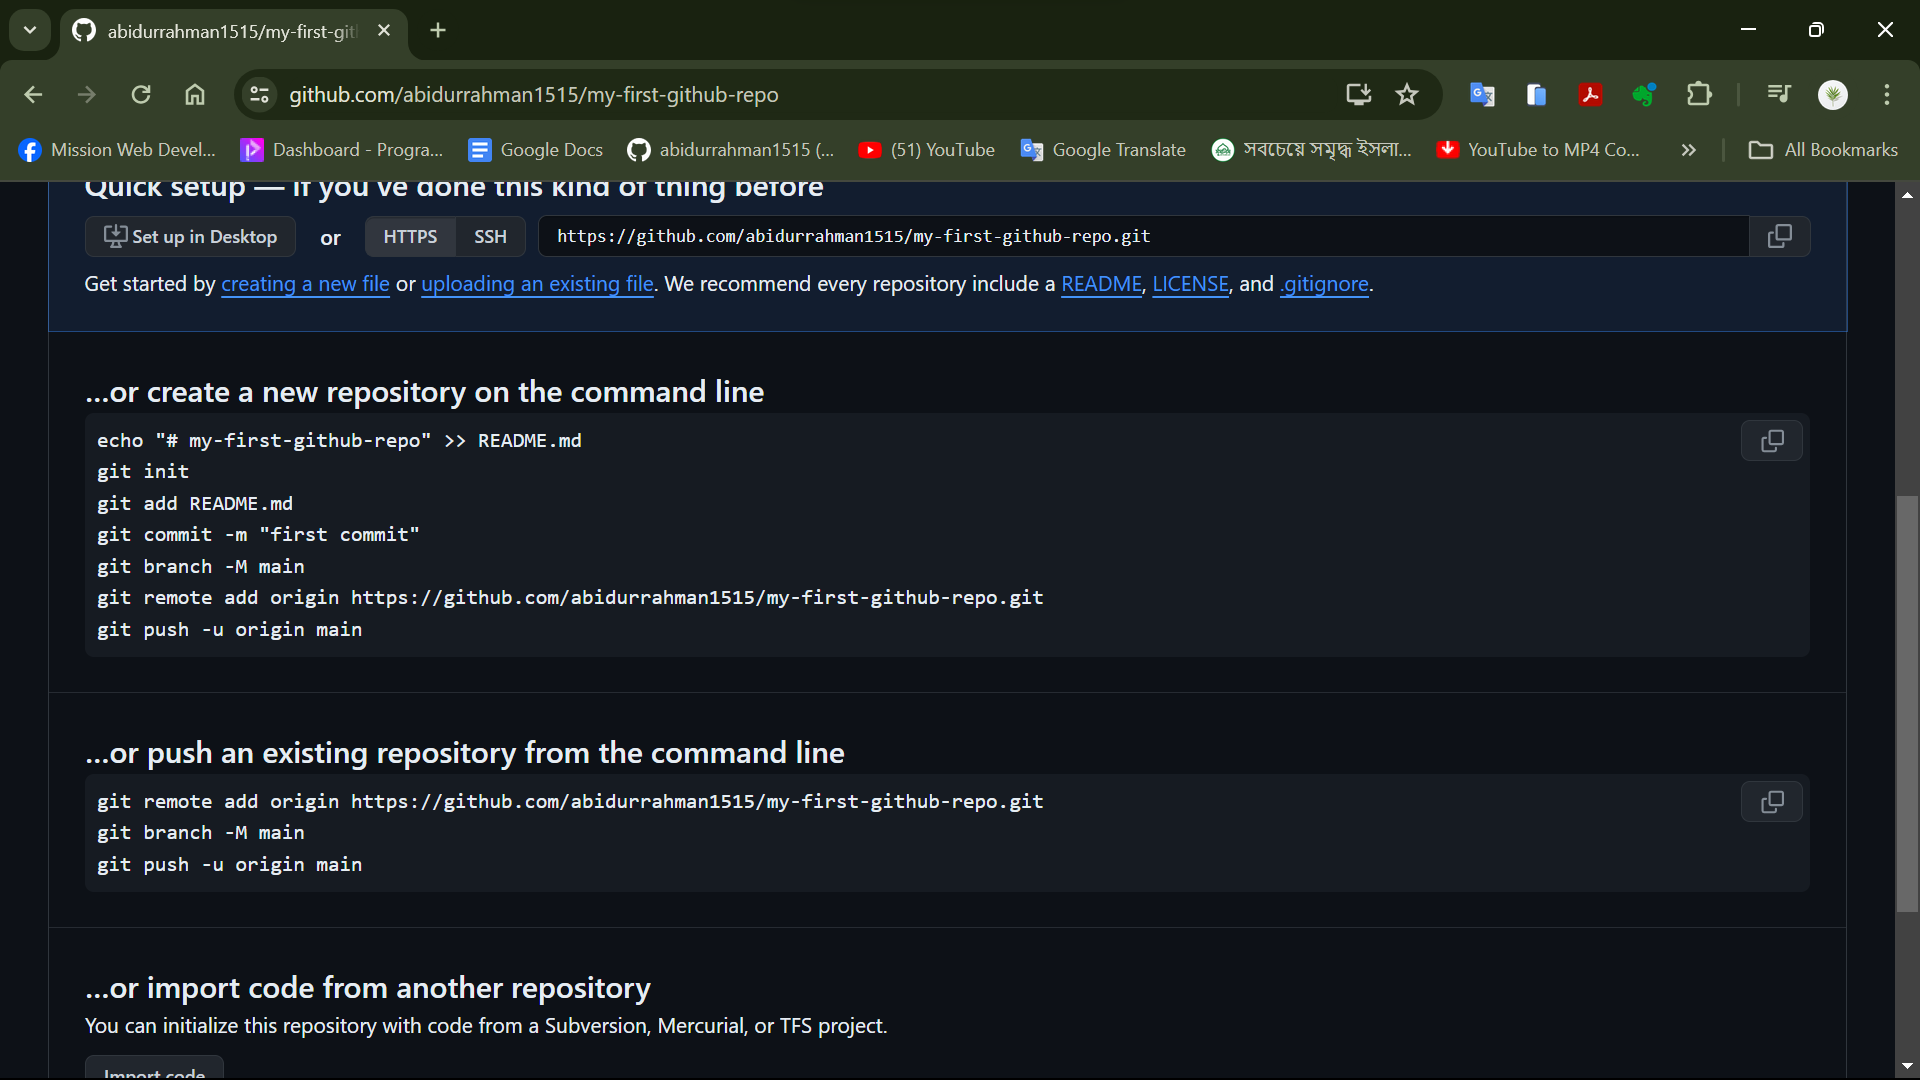 abidurrahman1515/my-first-git
github.com/abidurrahman1515/my-first-github-repo
Mission Web Devel...
Dashboard - Progra...
Google Docs
abidurrahman1515 (...
(51) YouTube
Google Translate
সবচেয়ে সমৃদ্ধ ইসলা...
YouTube to MP4 Co...
All Bookmarks
Quick setup — if you've done this kind of thing before
Set up in Desktop or HTTPS SSH https://github.com/abidurrahman1515/my-first-github-repo.git
Get started by creating a new file or uploading an existing file. We recommend every repository include a README, LICENSE, and .gitignore.
...or create a new repository on the command line
echo "# my-first-github-repo" >> README.md
git init
git add README.md
git commit -m "first commit"
git branch -M main
git remote add origin https://github.com/abidurrahman1515/my-first-github-repo.git
git push -u origin main
...or push an existing repository from the command line
git remote add origin https://github.com/abidurrahman1515/my-first-github-repo.git
git branch -M main
git push -u origin main
...or import code from another repository
You can initialize this repository with code from a Subversion, Mercurial, or TFS project.
Import code